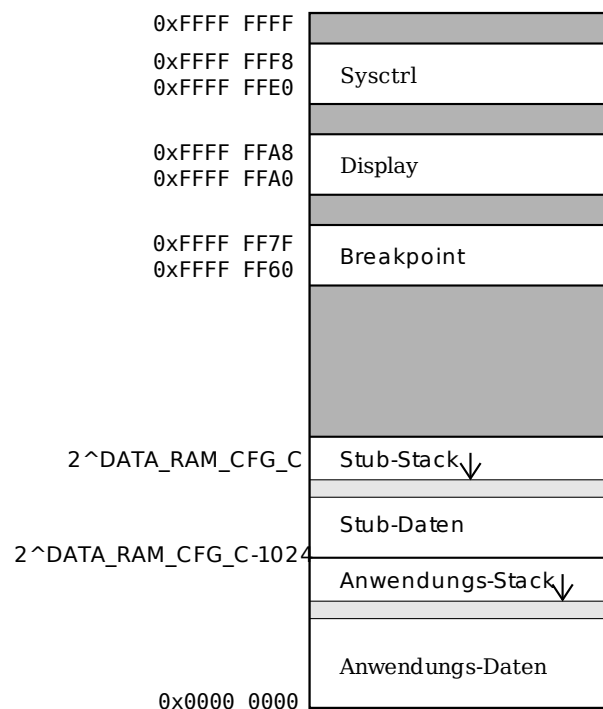 0xFFFF FFFF
0xFFFF FFF8
Sysctrl
0xFFFF FFE0
0xFFFF FFA8
Display
0xFFFF FFA0
0xFFFF FF7F
Breakpoint
0xFFFF FF60
2^DATA_RAM_CFG_C
Stub-Stack
Stub-Daten
2^DATA_RAM_CFG_C-1024
Anwendungs-Stack
Anwendungs-Daten
0x0000 0000